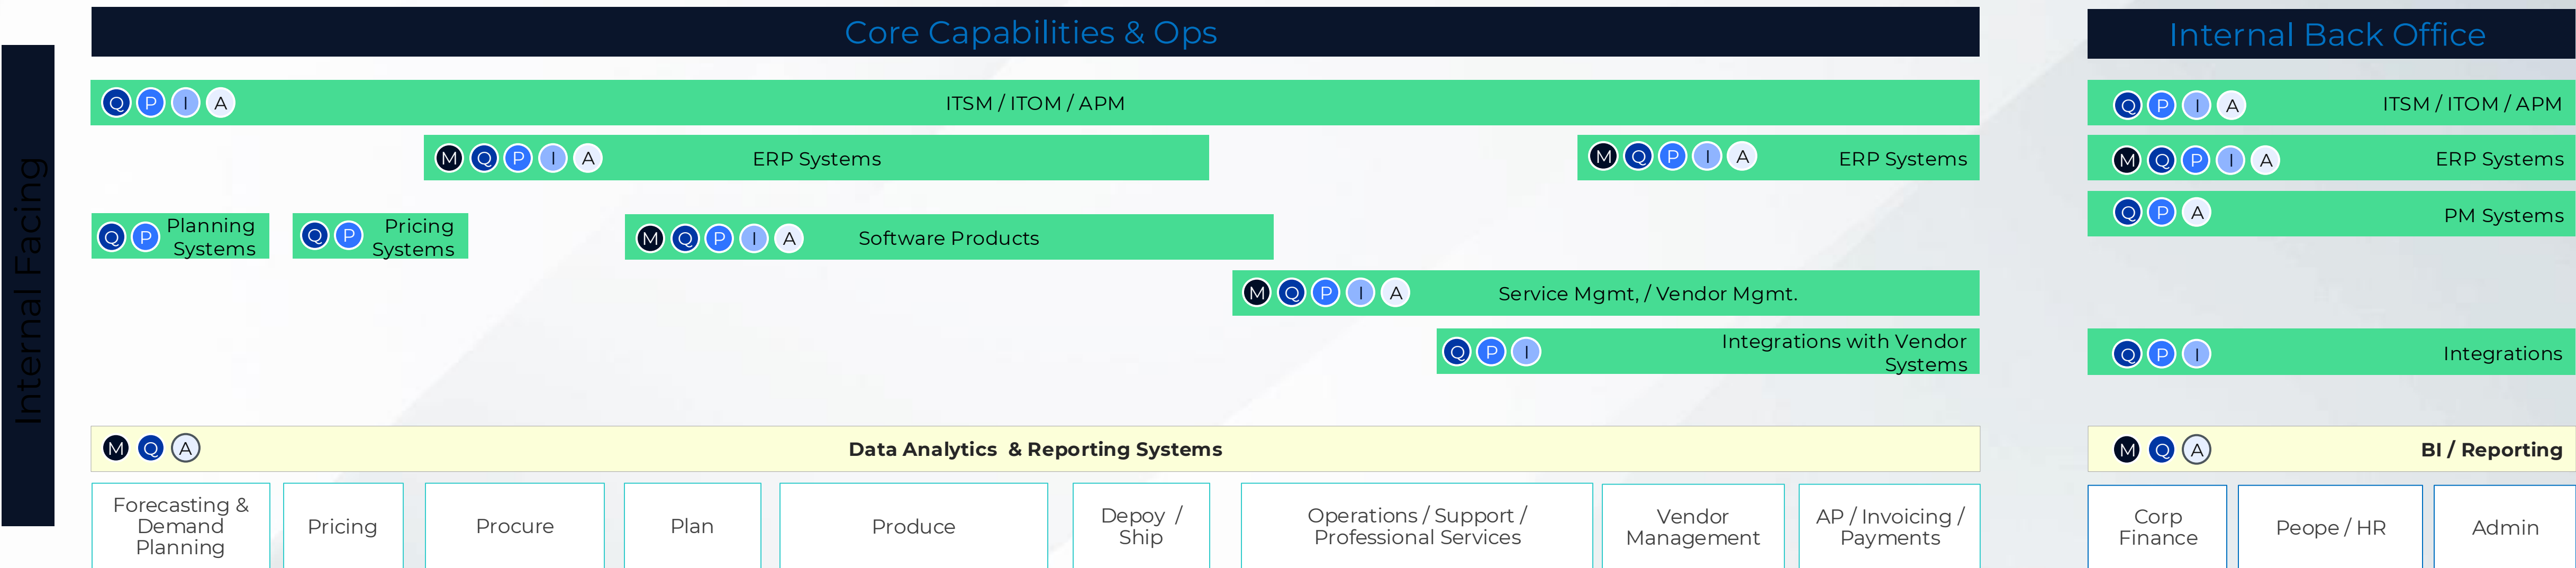 Core Capabilities & Ops
Internal Back Office
Internal Facing
Q P I A ITSM / ITOM / APM
Q P I A ITSM / ITOM / APM
M Q P I A ERP Systems
M Q P I A ERP Systems
M Q P I A ERP Systems
Q P Planning
Systems
Q P Pricing
Systems
M Q P I A Software Products
Q P A PM Systems
M Q P I A Service Mgmt, / Vendor Mgmt.
Q P I Integrations with Vendor
Systems
Q P I Integrations
M Q A Data Analytics & Reporting Systems
M Q A BI / Reporting
Forecasting &
Demand
Planning
Pricing
Procure
Plan
Produce
Depoy /
Ship
Operations / Support /
Professional Services
Vendor
Management
AP / Invoicing /
Payments
Corp
Finance
Peope / HR
Admin